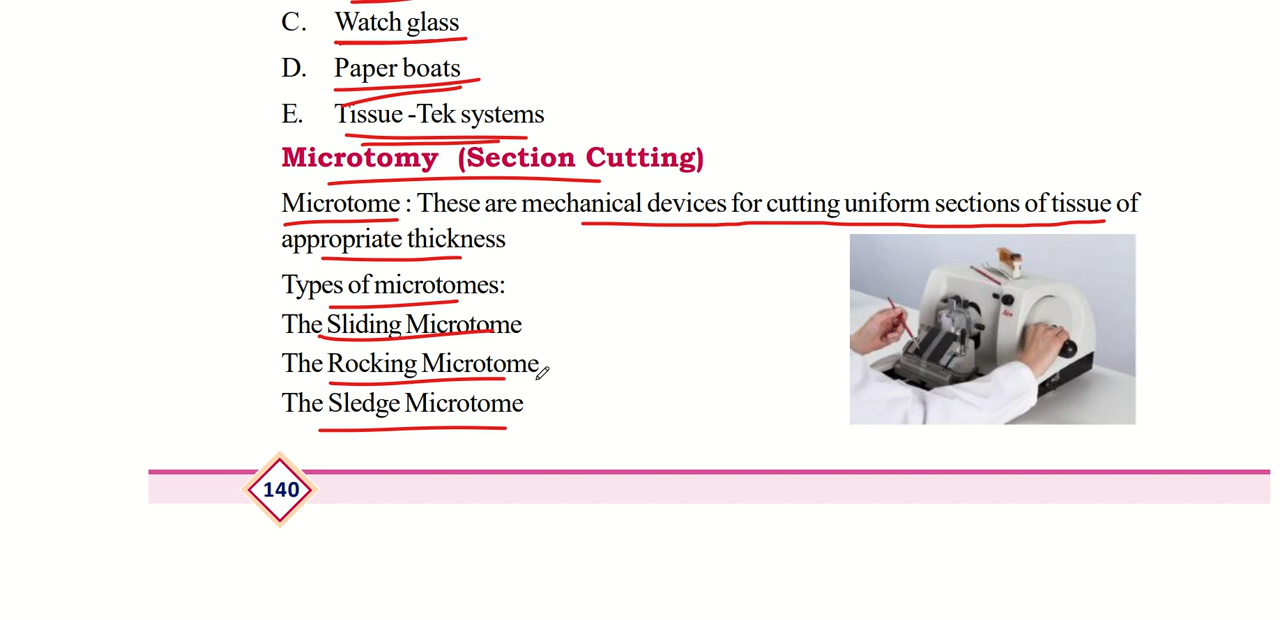 C. Watch glass
D. Paper boats
E. Tissue -Tek systems
Microtomy (Section Cutting)
Microtome : These are mechanical devices for cutting uniform sections of tissue of
appropriate thickness
Types of microtomes:
The Sliding Microtome
The Rocking Microtome
The Sledge Microtome
140